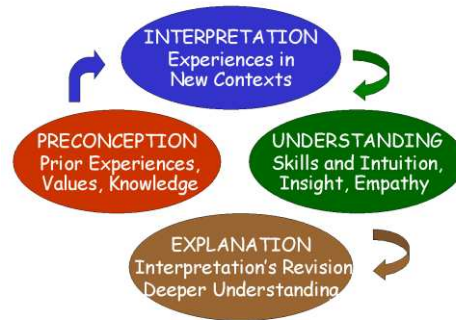 INTERPRETATION
Experiences in
New Contexts
PRECONCEPTION
Prior Experiences,
Values, Knowledge
UNDERSTANDING
Skills and Intuition,
Insight, Empathy
EXPLANATION
Interpretation's Revision
Deeper Understanding